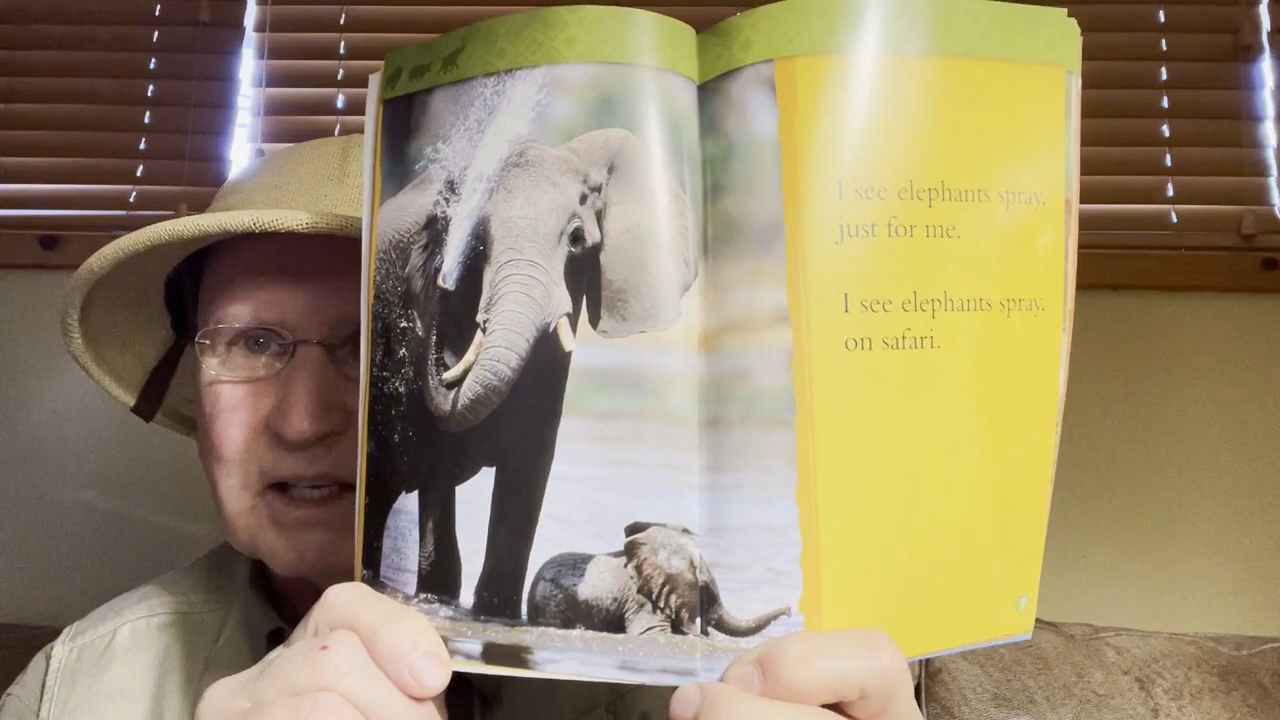 I see elephants spray,
just for me.
I see elephants spray,
on safari.